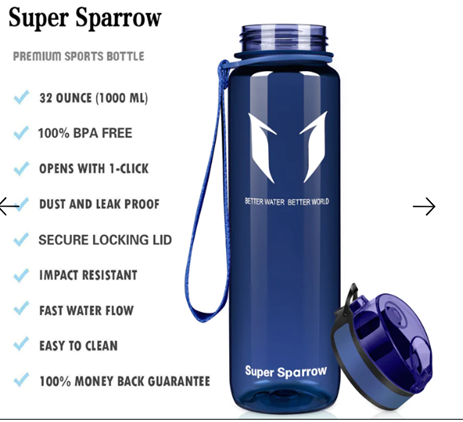 Super Sparrow
PREMIUM SPORTS BOTTLE
32 OUNCE (1000 ML)
100% BPA FREE
OPENS WITH 1-CLICK
DUST AND LEAK PROOF
SECURE LOCKING LID
IMPACT RESISTANT
FAST WATER FLOW
EASY TO CLEAN
100% MONEY BACK GUARANTEE
BETTER WATER BETTER WORLD
Super Sparrow